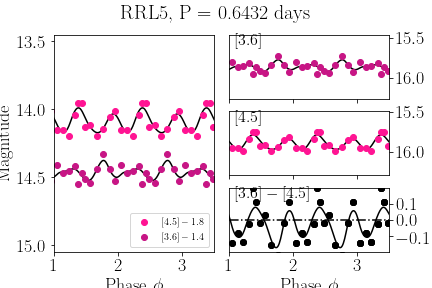 RRL5, P = 0.6432 days
Magnitude
13.5
14.0
14.5
15.0
[4.5] − 1.8
[3.6] − 1.4
1 2 3
Phase ϕ
[3.6]
15.5
16.0
[4.5]
15.5
16.0
[3.6] − [4.5]
0.1
0.0
−0.1
1 2 3
Phase ϕ